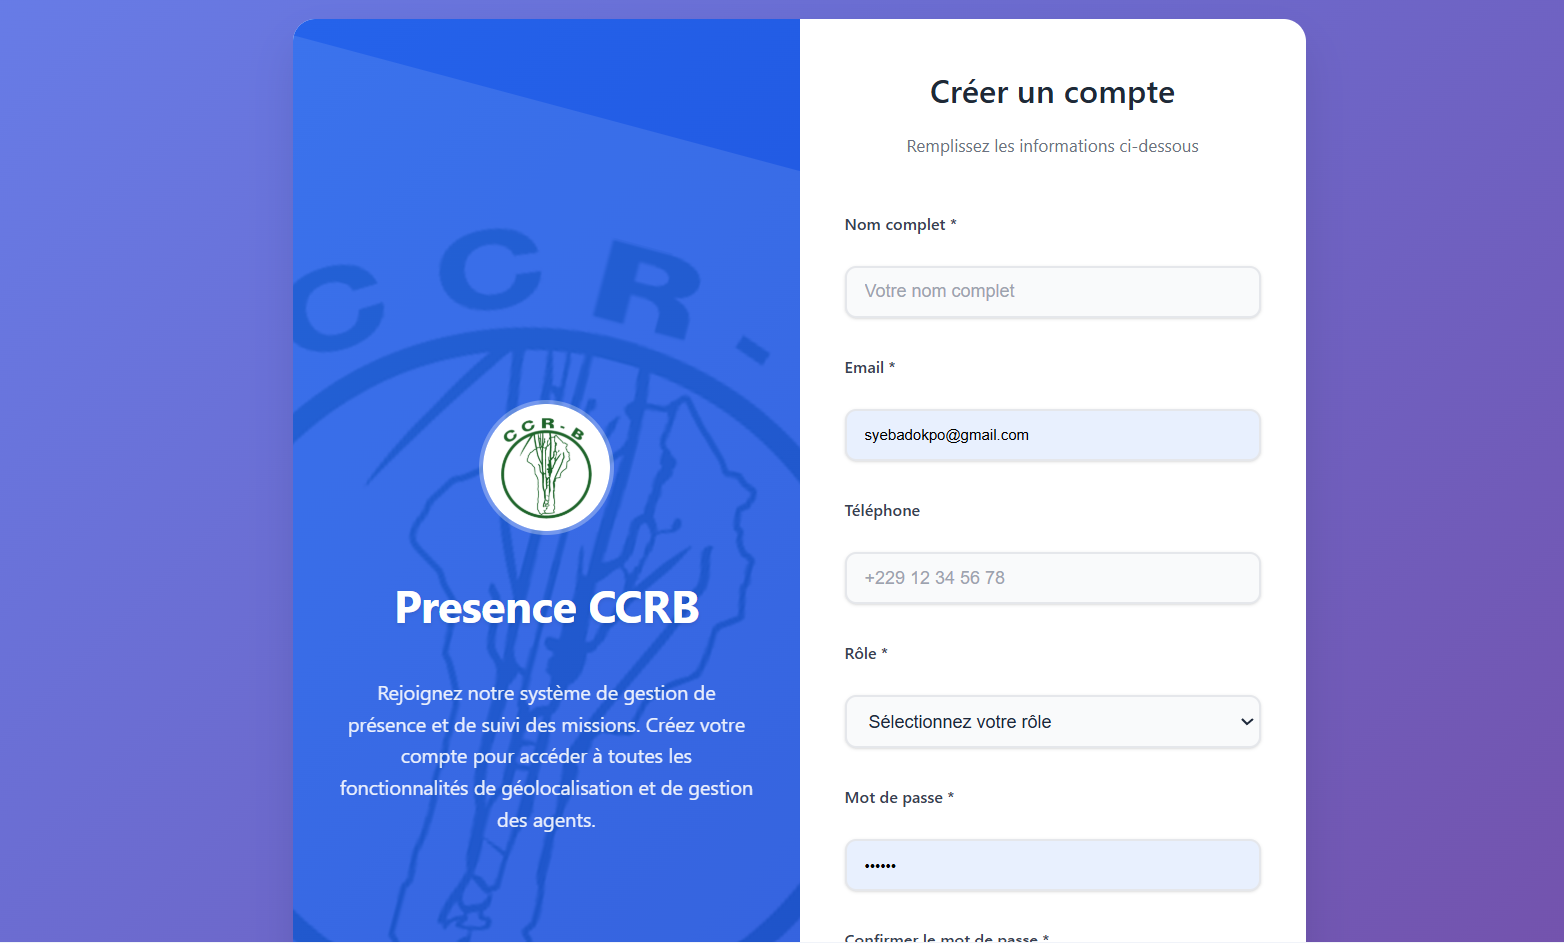 CCR-
CCR-B
Presence CCRB
Rejoignez notre système de gestion de
présence et de suivi des missions. Créez votre
compte pour accéder à toutes les
fonctionnalités de géolocalisation et de gestion
des agents.
Créer un compte
Remplissez les informations ci-dessous
Nom complet *
Votre nom complet
Email *
syebadokpo@gmail.com
Téléphone
+229 12 34 56 78
Rôle *
Sélectionnez votre rôle
Mot de passe *
••••••
Confirmer le mot de passe *